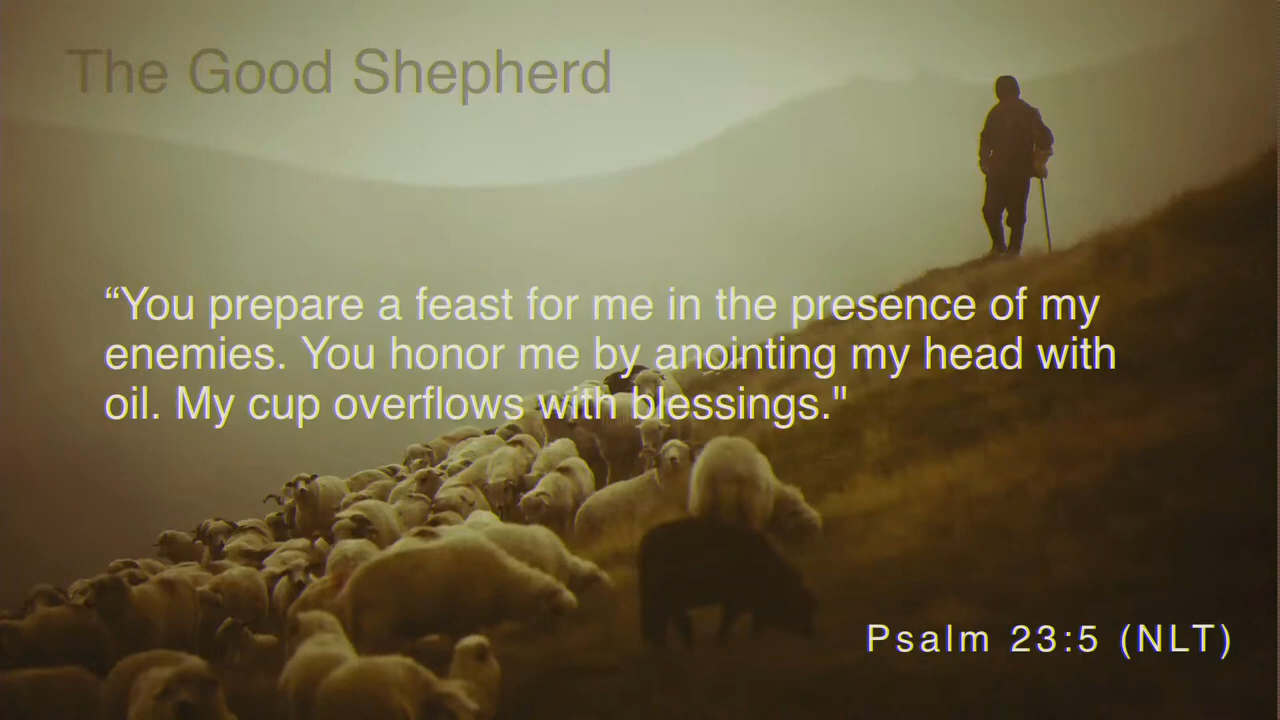 The Good Shepherd
“You prepare a feast for me in the presence of my
enemies. You honor me by anointing my head with
oil. My cup overflows with blessings."
Psalm 23:5 (NLT)